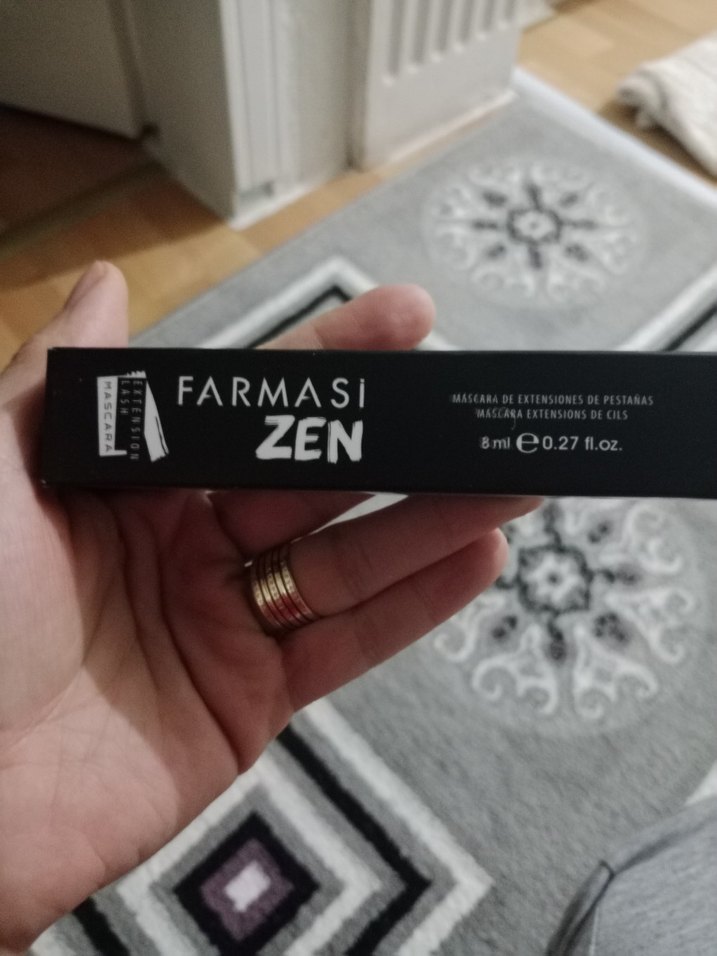 EXTENSION
LASH
MASCARA
FARMASi
ZEN
MÁSCARA DE EXTENSIONES DE PESTAÑAS
MASCARA EXTENSIONS DE CILS
8 ml ℮ 0.27 fl.oz.